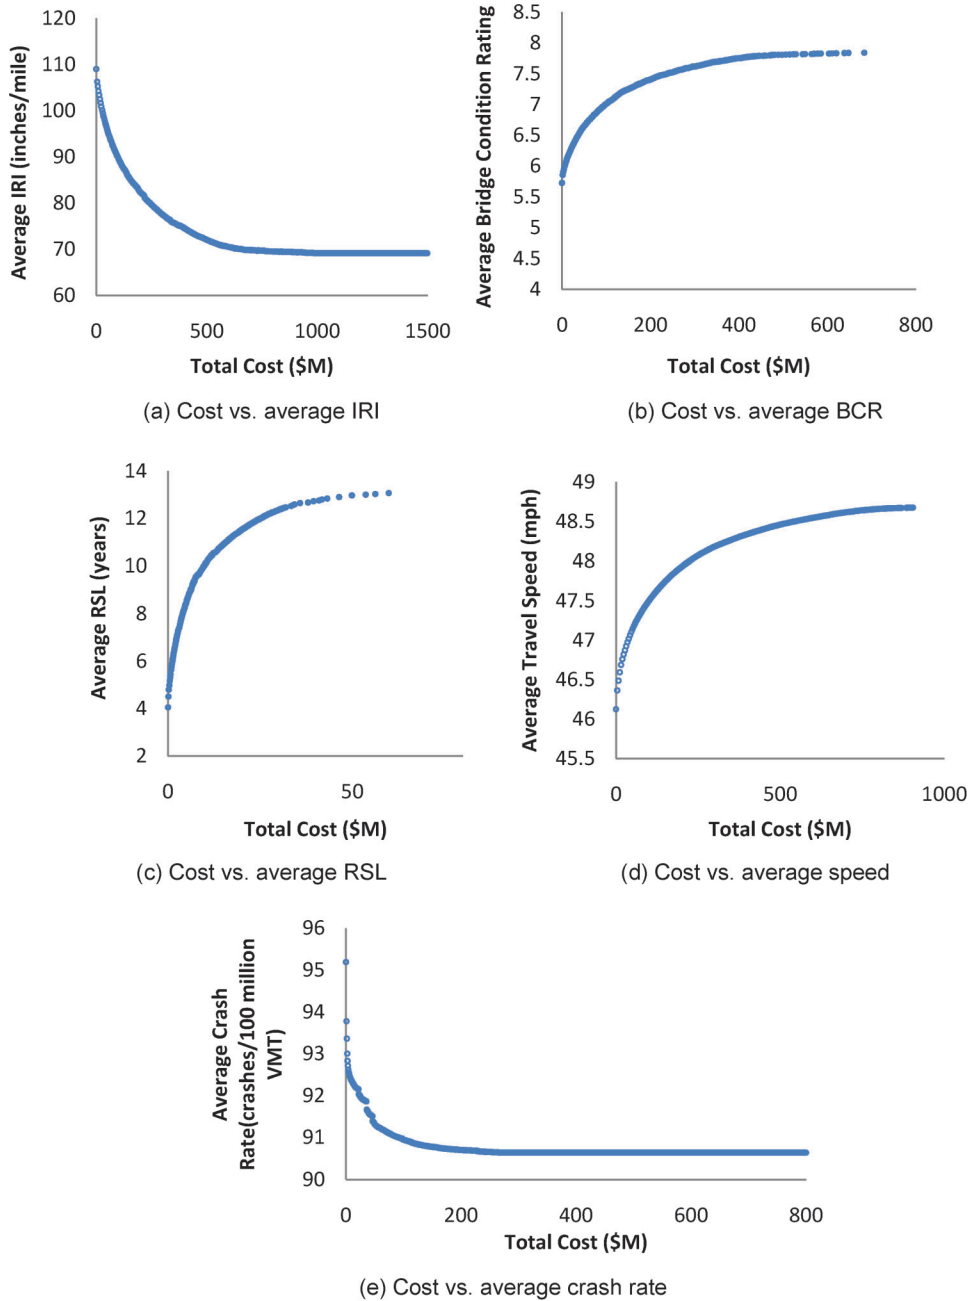 120
110
100
90
80
70
60
Average IRI (inches/mile)
0 500 1000 1500
Total Cost ($M)
(a) Cost vs. average IRI
8.5
8
7.5
7
6.5
6
5.5
5
4.5
4
Average Bridge Condition Rating
0 200 400 600 800
Total Cost ($M)
(b) Cost vs. average BCR
14
12
10
8
6
4
2
Average RSL (years)
0 50
Total Cost ($M)
(c) Cost vs. average RSL
49
48.5
48
47.5
47
46.5
46
45.5
Average Travel Speed (mph)
0 500 1000
Total Cost ($M)
(d) Cost vs. average speed
96
95
94
93
92
91
90
Average Crash
Rate(crashes/100 million
VMT)
0 200 400 600 800
Total Cost ($M)
(e) Cost vs. average crash rate